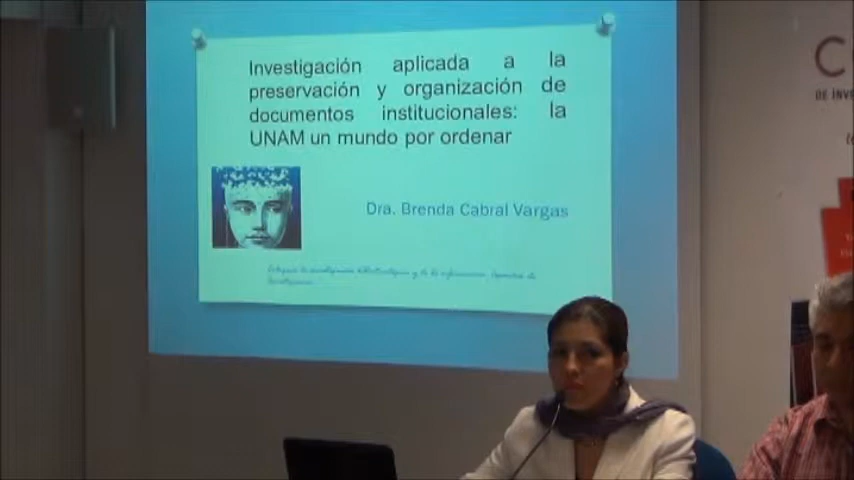 Investigación aplicada a la
preservación y organización de
documentos institucionales: la
UNAM un mundo por ordenar
Dra. Brenda Cabral Vargas